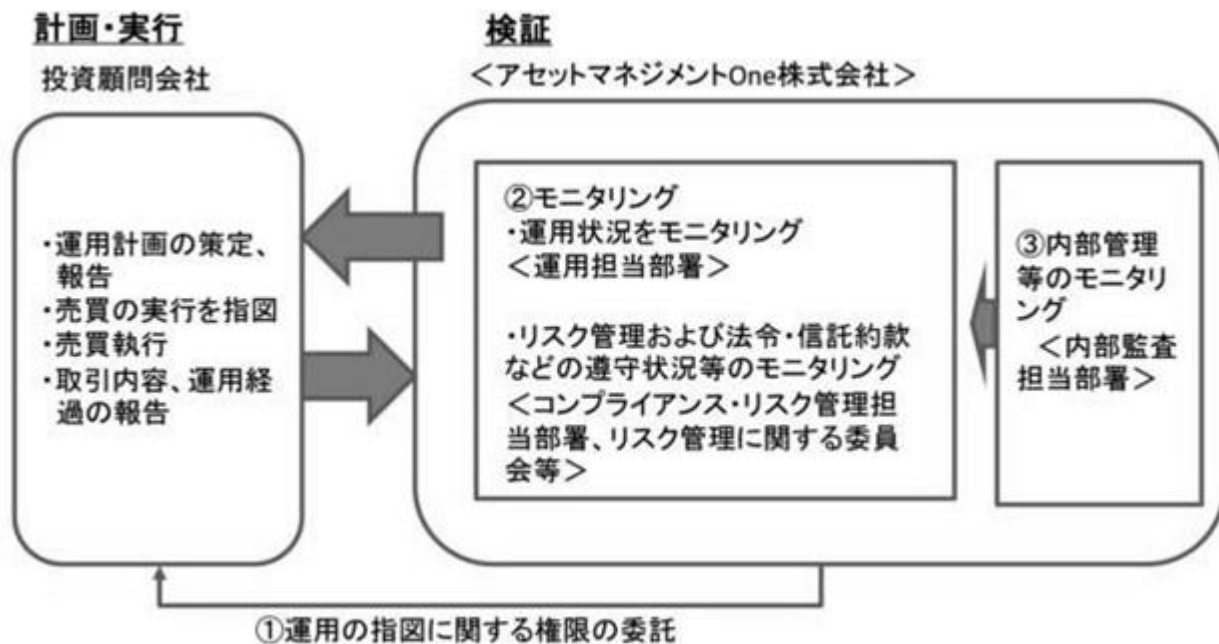 計画・実行
投資顧問会社
・運用計画の策定、
報告
・売買の実行を指図
・売買執行
・取引内容、運用経
過の報告
検証
＜アセットマネジメントOne株式会社＞
②モニタリング
・運用状況をモニタリング
＜運用担当部署＞
・リスク管理および法令・信託約款
などの遵守状況等のモニタリング
＜コンプライアンス・リスク管理担
当部署、リスク管理に関する委員
会等＞
③内部管理
等のモニタリ
ング
＜内部監査
担当部署＞
①運用の指図に関する権限の委託